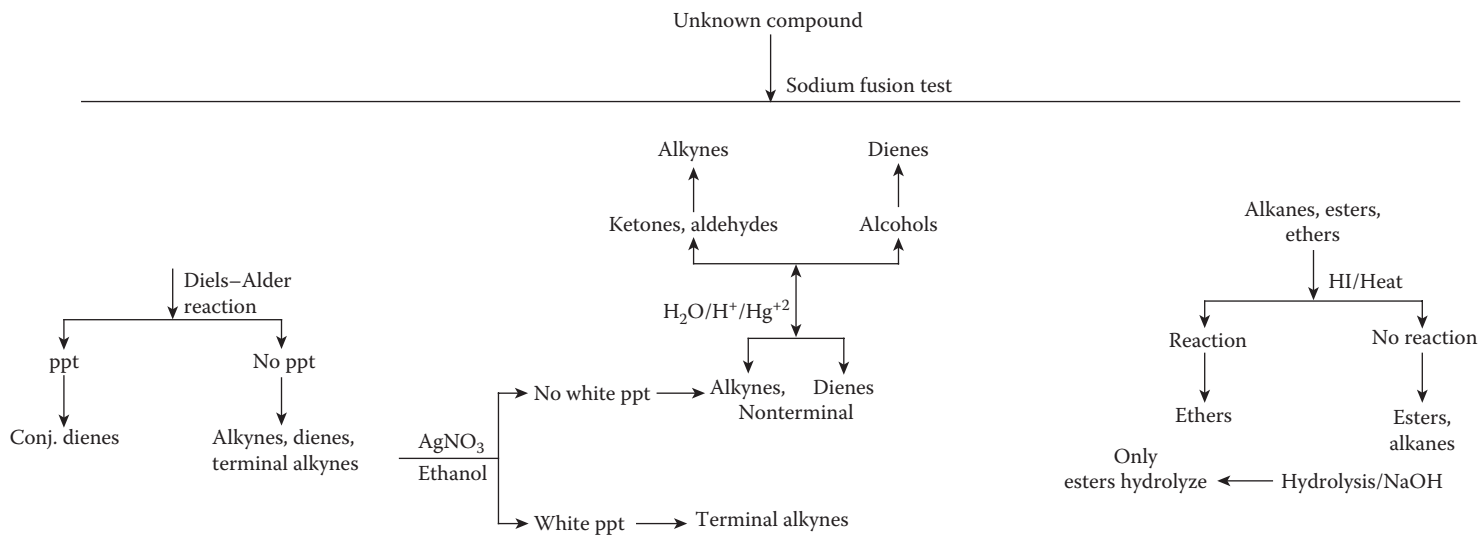 Unknown compound
Sodium fusion test
Alkynes
Dienes
Ketones, aldehydes
Alcohols
H₂O/H⁺/Hg⁺²
Diels–Alder
reaction
ppt
No ppt
Conj. dienes
Alkynes, dienes,
terminal alkynes
AgNO₃
Ethanol
No white ppt
Alkynes,
Dienes
Nonterminal
White ppt
Terminal alkynes
Alkanes, esters,
ethers
HI/Heat
Reaction
No reaction
Ethers
Esters,
alkanes
Only
esters hydrolyze
Hydrolysis/NaOH